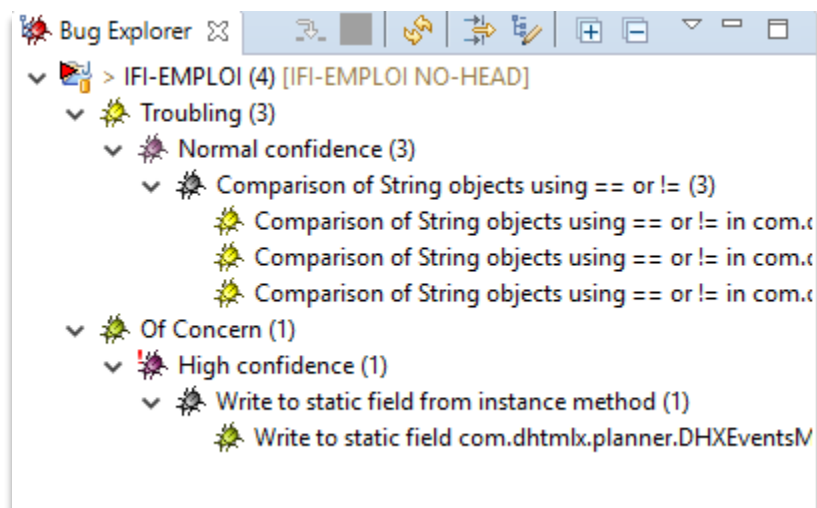 Bug Explorer
> IFI-EMPLOI (4) [IFI-EMPLOI NO-HEAD]
Troubling (3)
Normal confidence (3)
Comparison of String objects using == or != (3)
Comparison of String objects using == or != in com.
Comparison of String objects using == or != in com.
Comparison of String objects using == or != in com.
Of Concern (1)
High confidence (1)
Write to static field from instance method (1)
Write to static field com.dhtmlx.planner.DHXEventsM